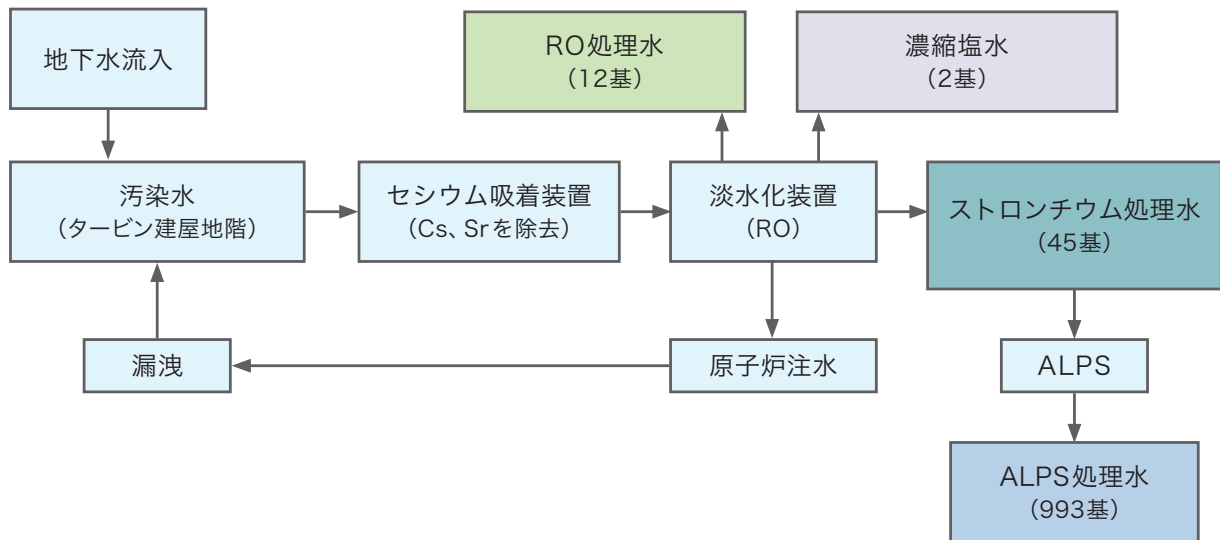 地下水流入
RO処理水
(12基)
濃縮塩水
(2基)
汚染水
(タービン建屋地階)
セシウム吸着装置
(Cs、Srを除去)
淡水化装置
(RO)
ストロンチウム処理水
(45基)
漏洩
原子炉注水
ALPS
ALPS処理水
(993基)